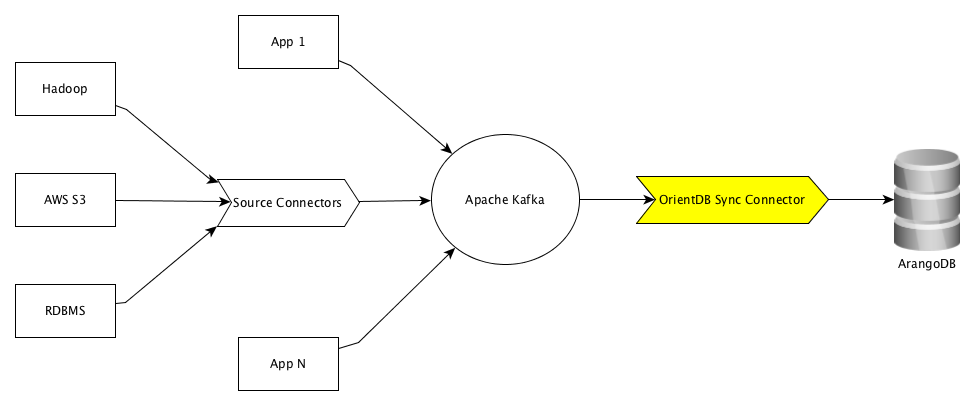 App 1
Hadoop
AWS S3
Source Connectors
Apache Kafka
OrientDB Sync Connector
ArangoDB
RDBMS
App N